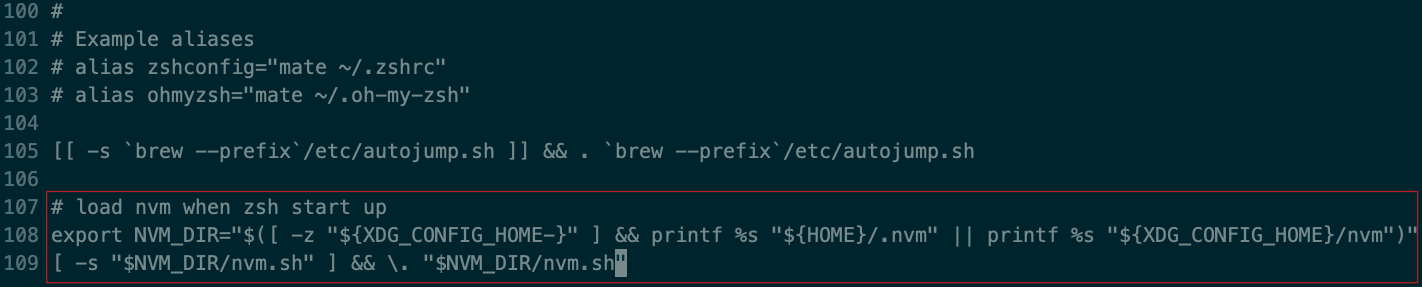 100 #
101 # Example aliases
102 # alias zshconfig="mate ~/.zshrc"
103 # alias ohmyzsh="mate ~/.oh-my-zsh"
104
105 [[ -s `brew --prefix`/etc/autojump.sh ]] && . `brew --prefix`/etc/autojump.sh
106
107 # load nvm when zsh start up
108 export NVM_DIR="$([ -z "${XDG_CONFIG_HOME-}" ] && printf %s "${HOME}/.nvm" || printf %s "${XDG_CONFIG_HOME}/nvm")"
109 [ -s "$NVM_DIR/nvm.sh" ] && \. "$NVM_DIR/nvm.sh"